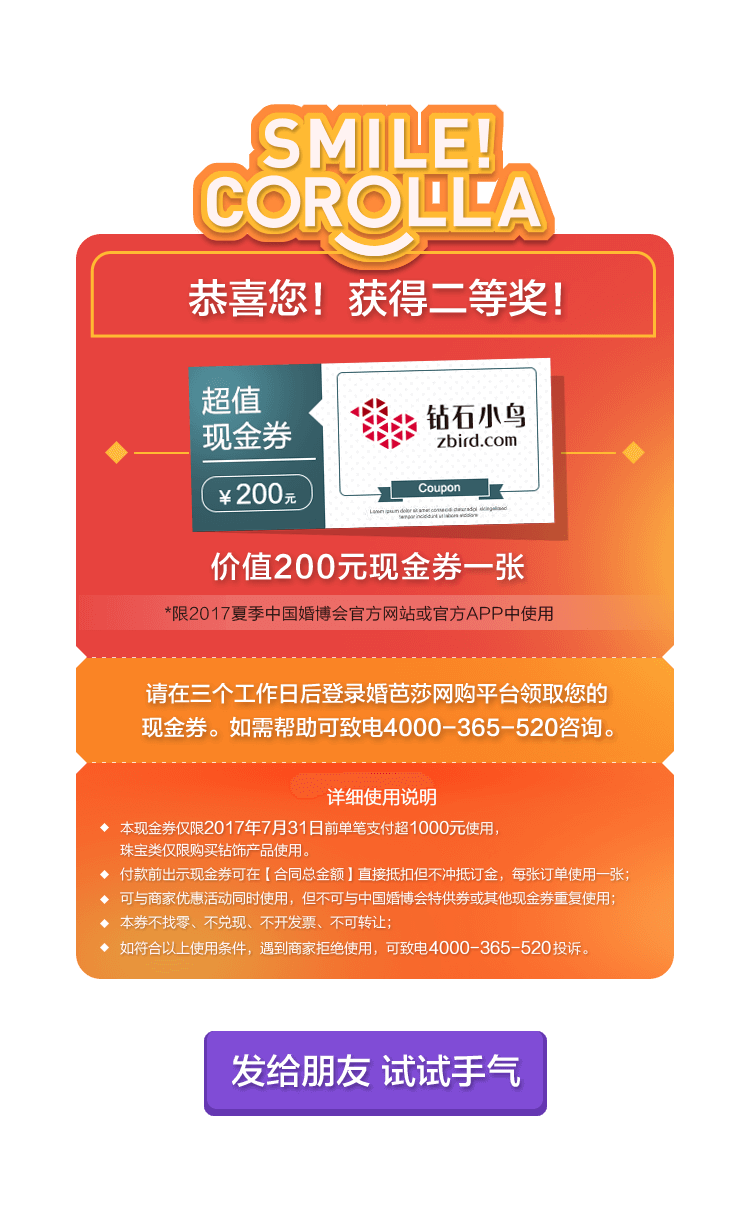 SMILE!
COROLLA
恭喜您！获得二等奖！
超值
现金券
¥200元
钻石小鸟
zbird.com
Coupon
价值200元现金券一张
*限2017夏季中国婚博会官方网站或官方APP中使用
请在三个工作日后登录婚芭莎网购平台领取您的
现金券。如需帮助可致电4000-365-520咨询。
详细使用说明
本现金券仅限2017年7月31日前单笔支付超1000元使用，
珠宝类仅限购买钻饰产品使用。
付款前出示现金券可在【合同总金额】直接抵扣但不冲抵订金，每张订单使用一张；
可与商家优惠活动同时使用，但不可与中国婚博会特供券或其他现金券重复使用；
本券不找零、不兑现、不开发票、不可转让；
如符合以上使用条件，遇到商家拒绝使用，可致电4000-365-520投诉。
发给朋友 试试手气